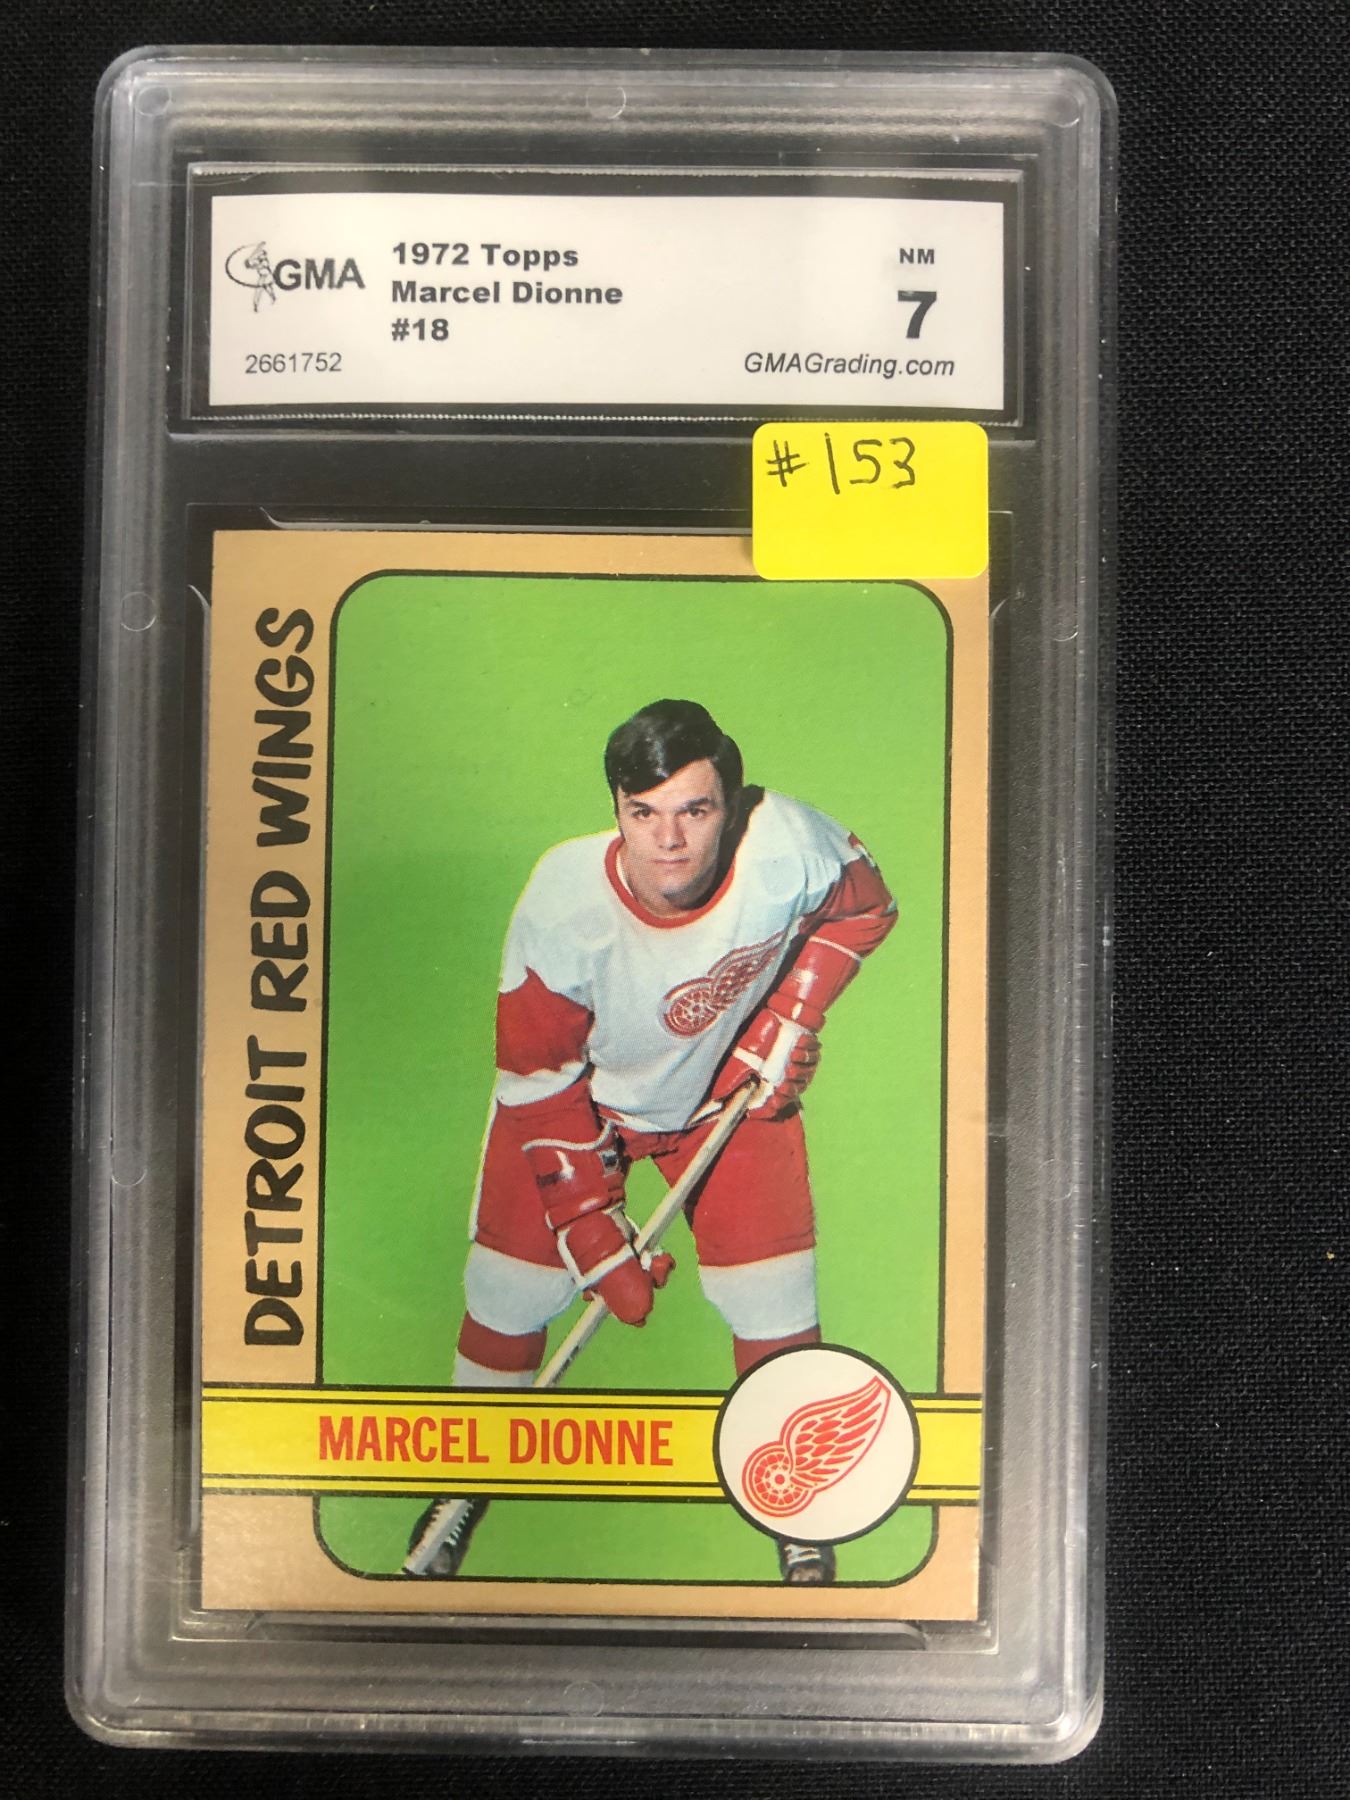 GMA
1972 Topps
Marcel Dionne
#18
2661752
NM
7
GMAGrading.com
#153
DETROIT RED WINGS
MARCEL DIONNE